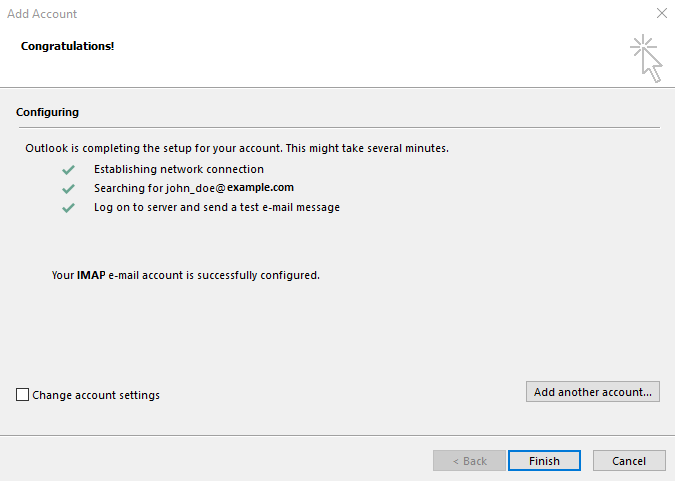 Add Account
Congratulations!
Configuring
Outlook is completing the setup for your account. This might take several minutes.
Establishing network connection
Searching for john_doe@example.com
Log on to server and send a test e-mail message
Your IMAP e-mail account is successfully configured.
Change account settings
Add another account...
< Back
Finish
Cancel